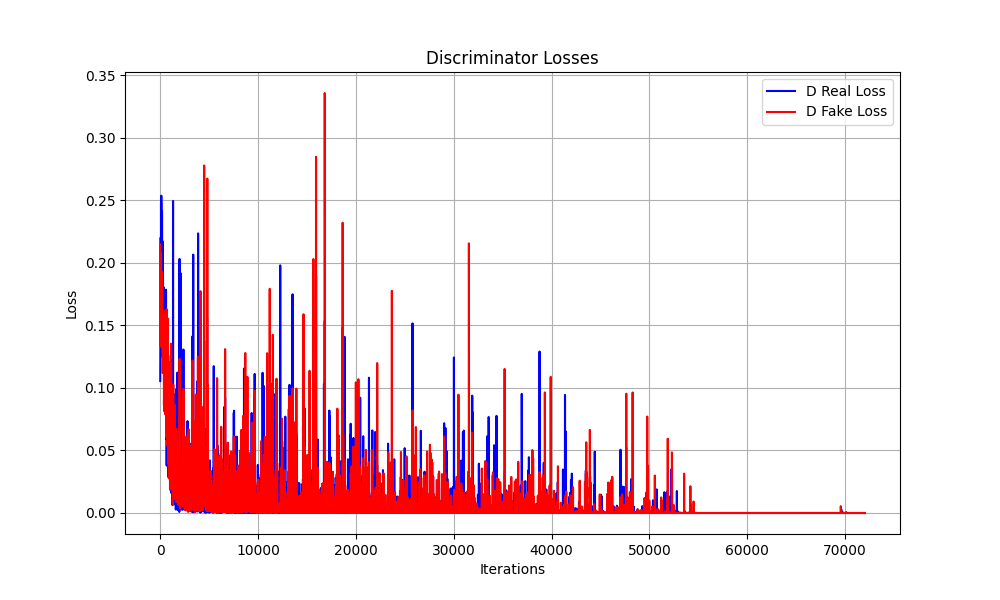 Discriminator Losses
D Real Loss
D Fake Loss
Loss
0.35
0.30
0.25
0.20
0.15
0.10
0.05
0.00
0 10000 20000 30000 40000 50000 60000 70000
Iterations